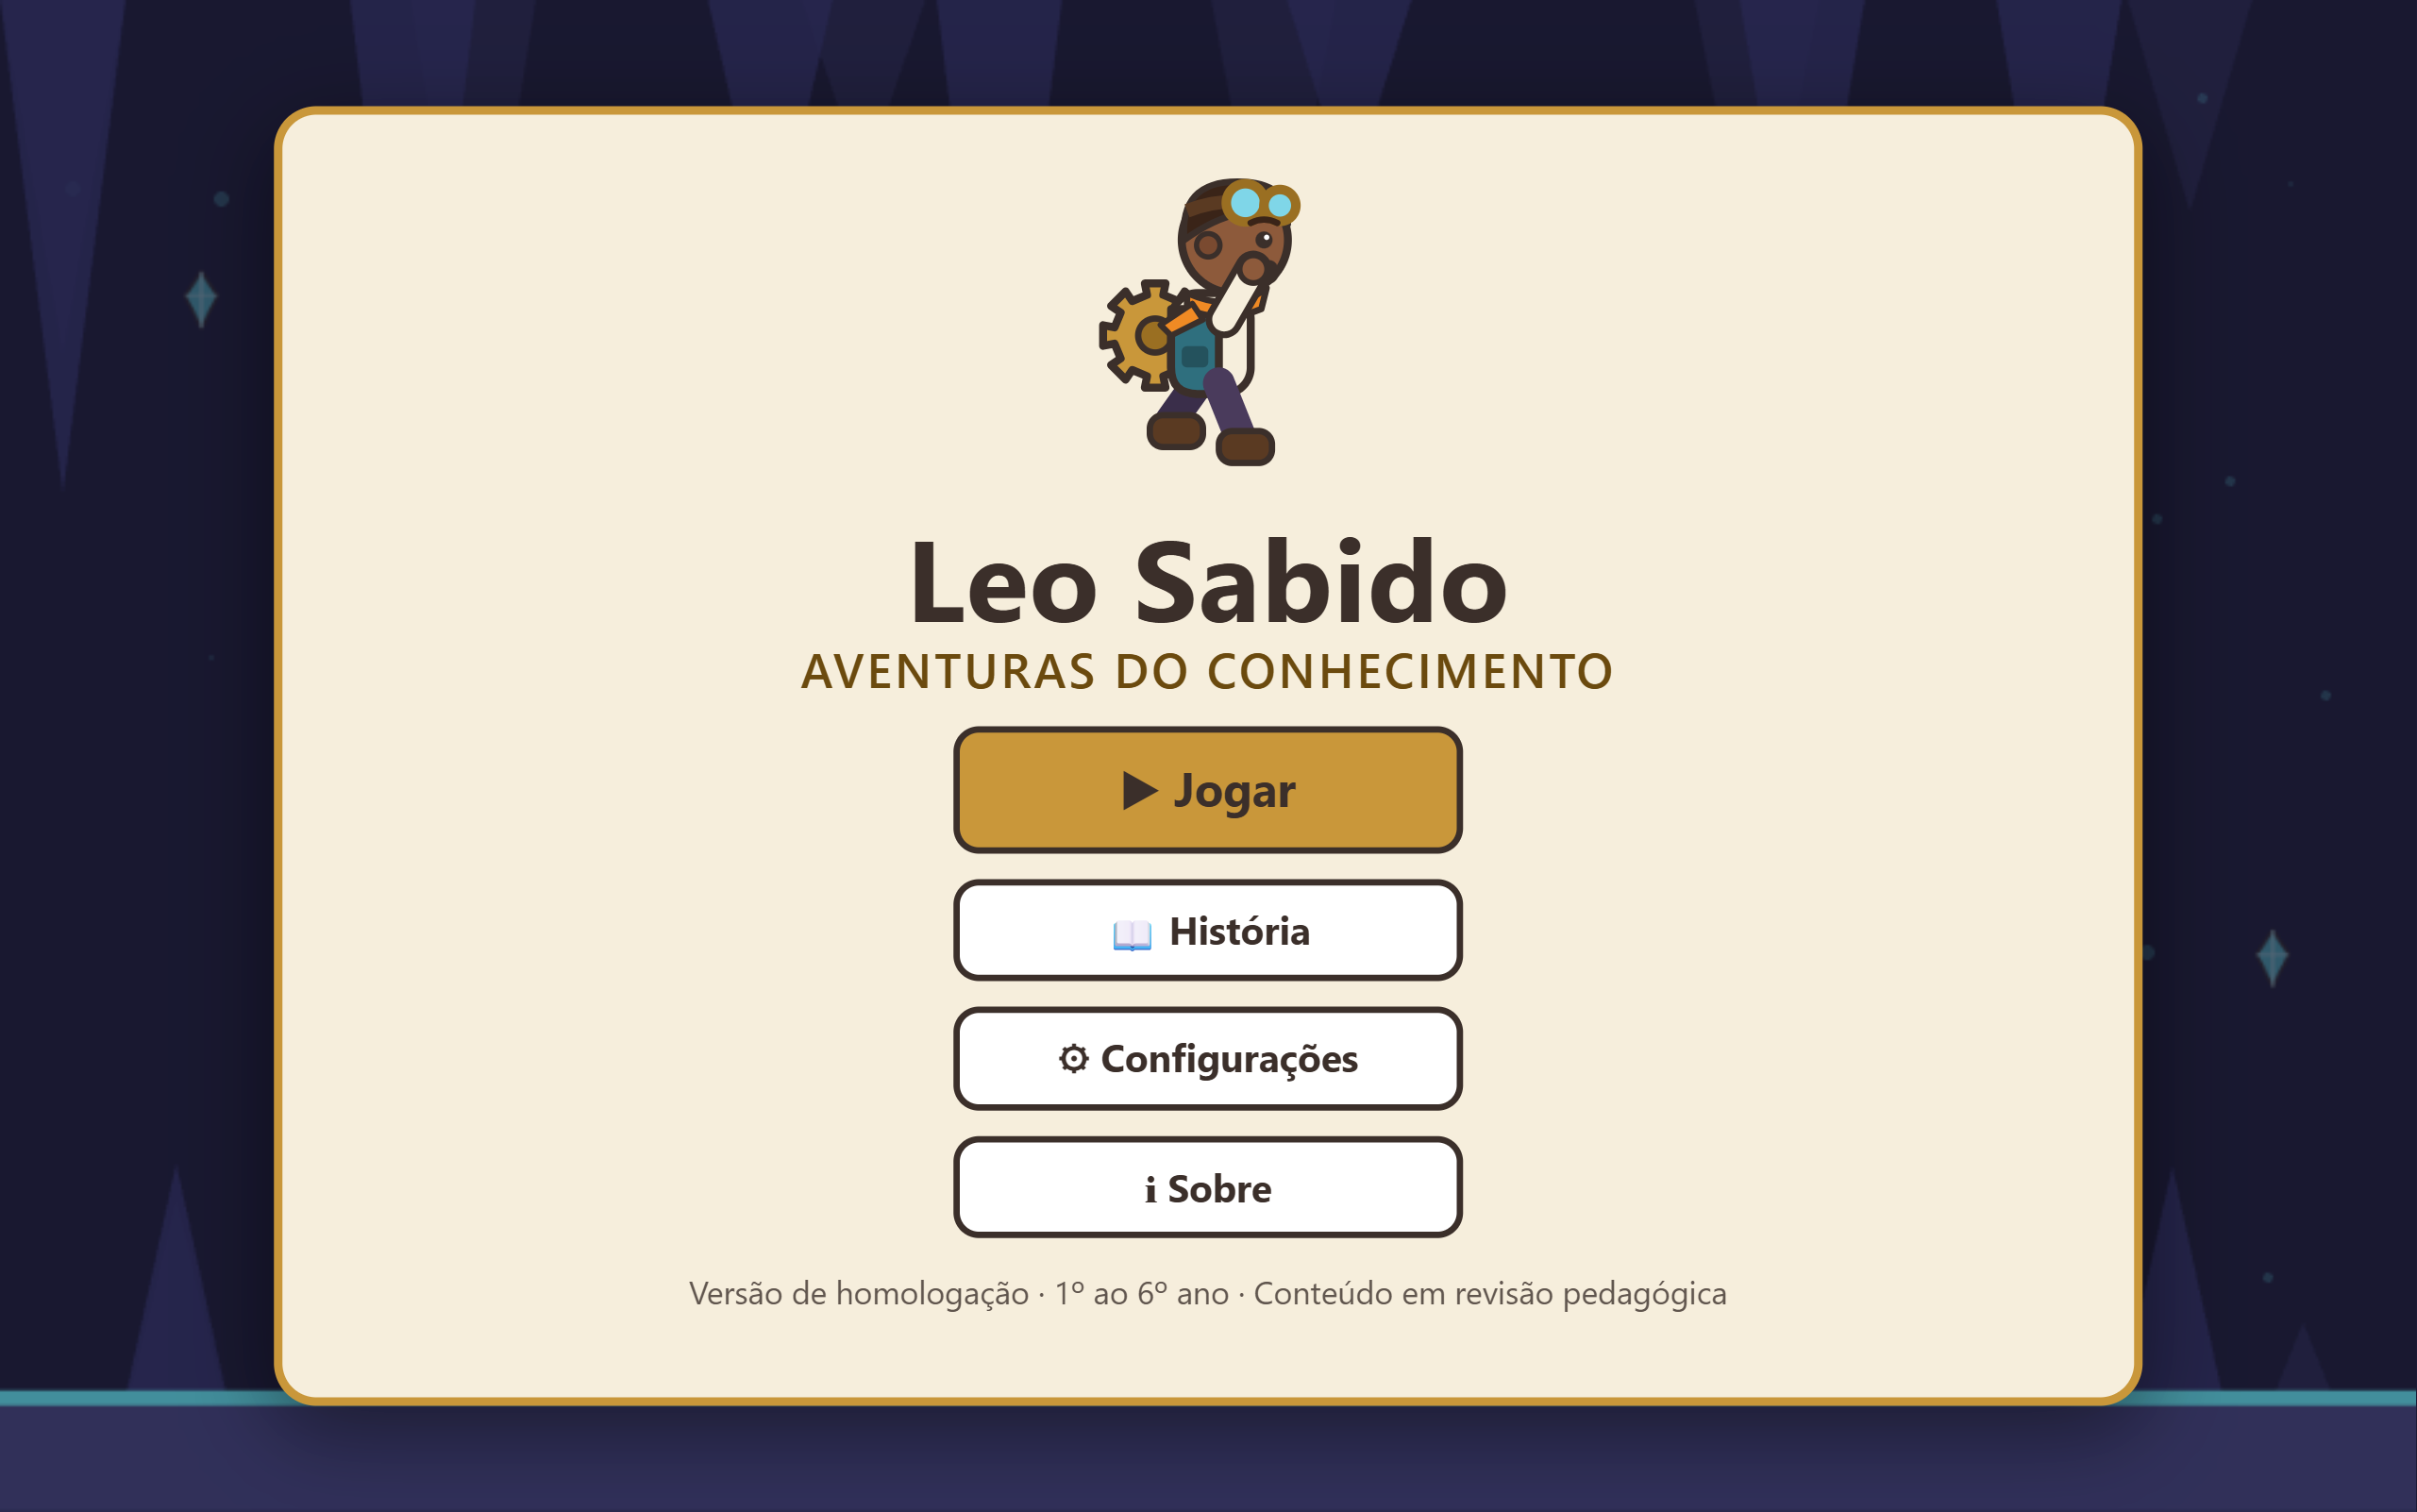 Leo Sabido
AVENTURAS DO CONHECIMENTO
▶ Jogar
📖 História
⚙ Configurações
ℹ Sobre
Versão de homologação · 1º ao 6º ano · Conteúdo em revisão pedagógica